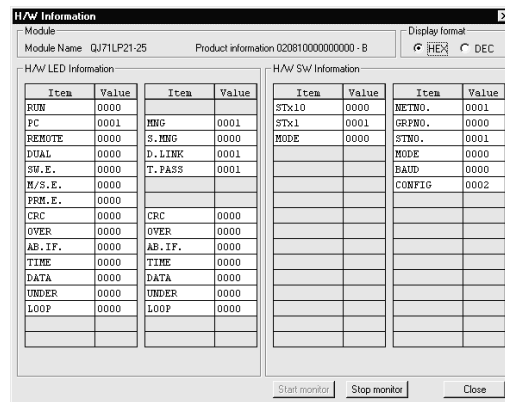 H/W Information
Module
Module Name QJ71LP21-25 Product information 020810000000000 - B
Display format
HEX DEC
H/W LED Information
Item Value Item Value
RUN 0000
PC 0001 MNG 0001
REMOTE 0000 S.MNG 0000
DUAL 0000 D.LINK 0001
SW.E. 0000 T.PASS 0001
M/S.E. 0000
PRM.E. 0000
CRC 0000 CRC 0000
OVER 0000 OVER 0000
AB.IF. 0000 AB.IF. 0000
TIME 0000 TIME 0000
DATA 0000 DATA 0000
UNDER 0000 UNDER 0000
LOOP 0000 LOOP 0000
H/W SW Information
Item Value Item Value
STx10 0000 NETNO. 0001
STx1 0001 GRPNO. 0000
MODE 0000 STNO. 0001
MODE 0000
BAUD 0000
CONFIG 0002
Start monitor Stop monitor Close